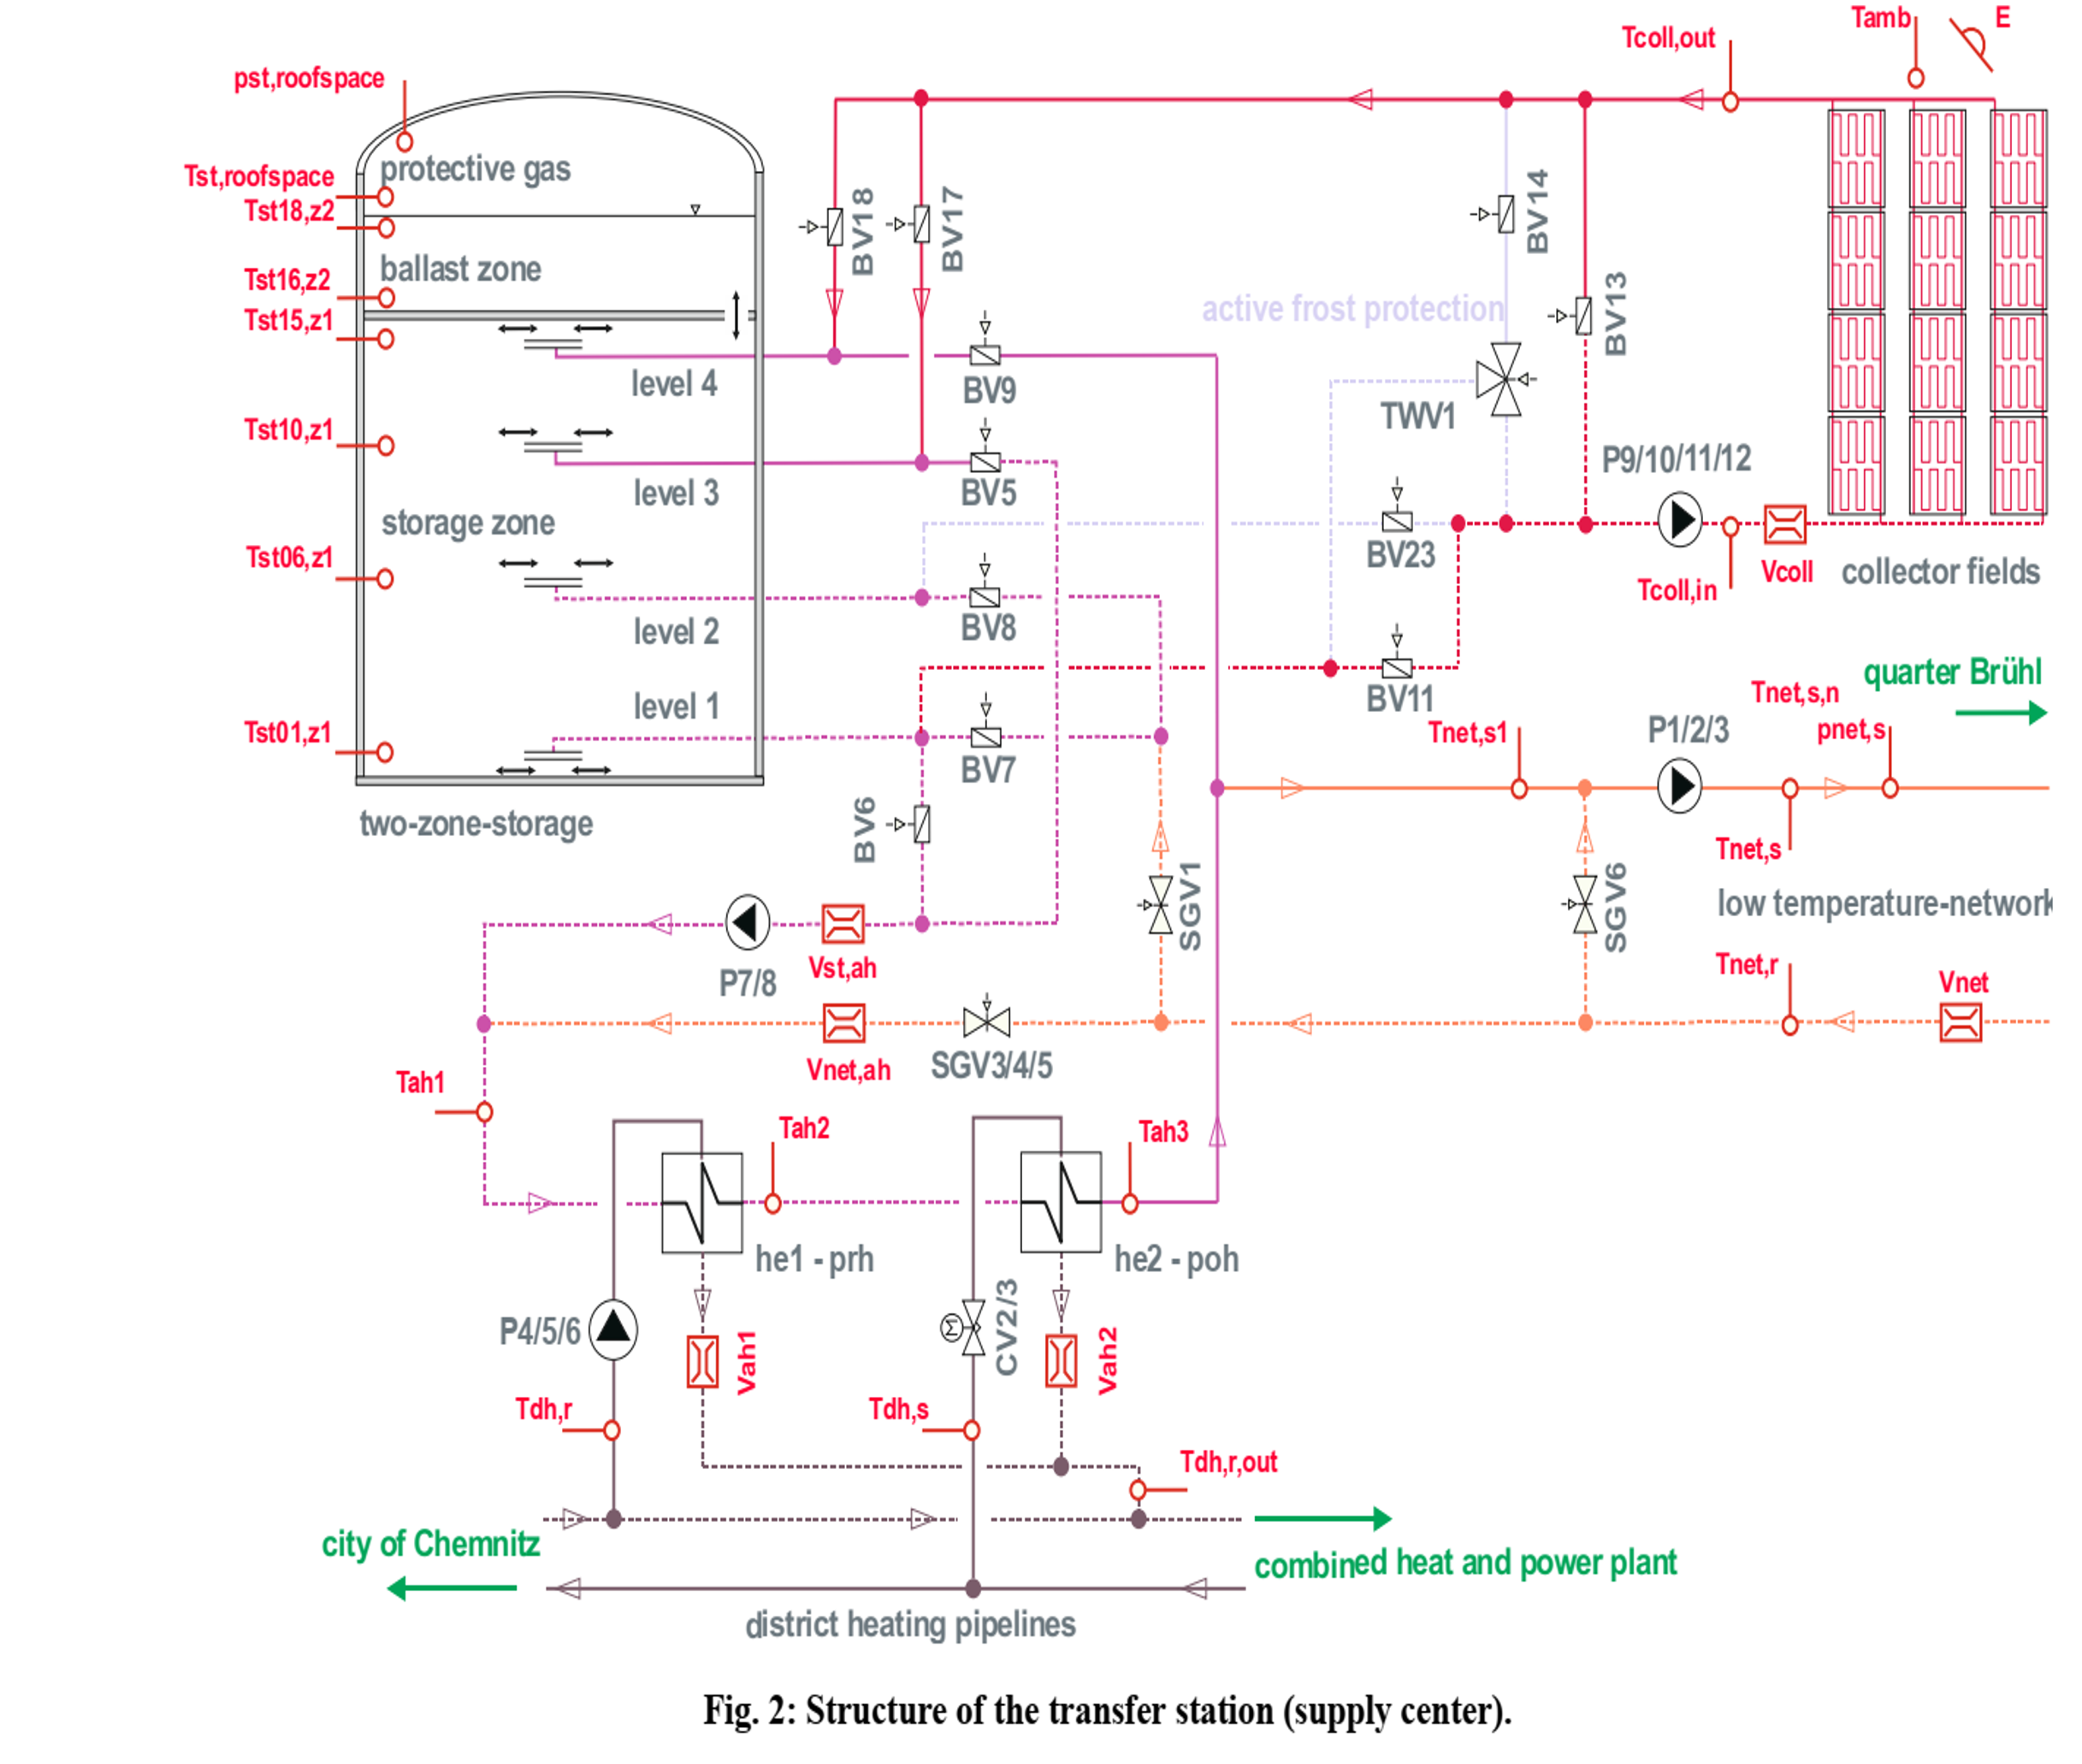 Tcoll,out
Tamb
E
pst,roofspace
protective gas
Tst,roofspace
Tst18,z2
ballast zone
Tst16,z2
Tst15,z1
BV18
BV17
BV14
BV13
active frost protection
level 4
BV9
TWV1
Tst10,z1
level 3
BV5
P9/10/11/12
storage zone
BV23
Tcoll,in
Vcoll
collector fields
Tst06,z1
level 2
BV8
level 1
BV11
quarter Brühl
Tst01,z1
BV7
Tnet,s1
P1/2/3
Tnet,s,n
pnet,s
two-zone-storage
BV6
SGV1
SGV6
Tnet,s
low temperature-network
P7/8
Vst,ah
Tnet,r
Vnet
Vnet,ah
SGV3/4/5
Tah1
Tah2
Tah3
he1 - prh
he2 - poh
P4/5/6
Vah1
CV2/3
Vah2
M
Tdh,r
Tdh,s
Tdh,r,out
city of Chemnitz
combined heat and power plant
district heating pipelines
Fig. 2: Structure of the transfer station (supply center).